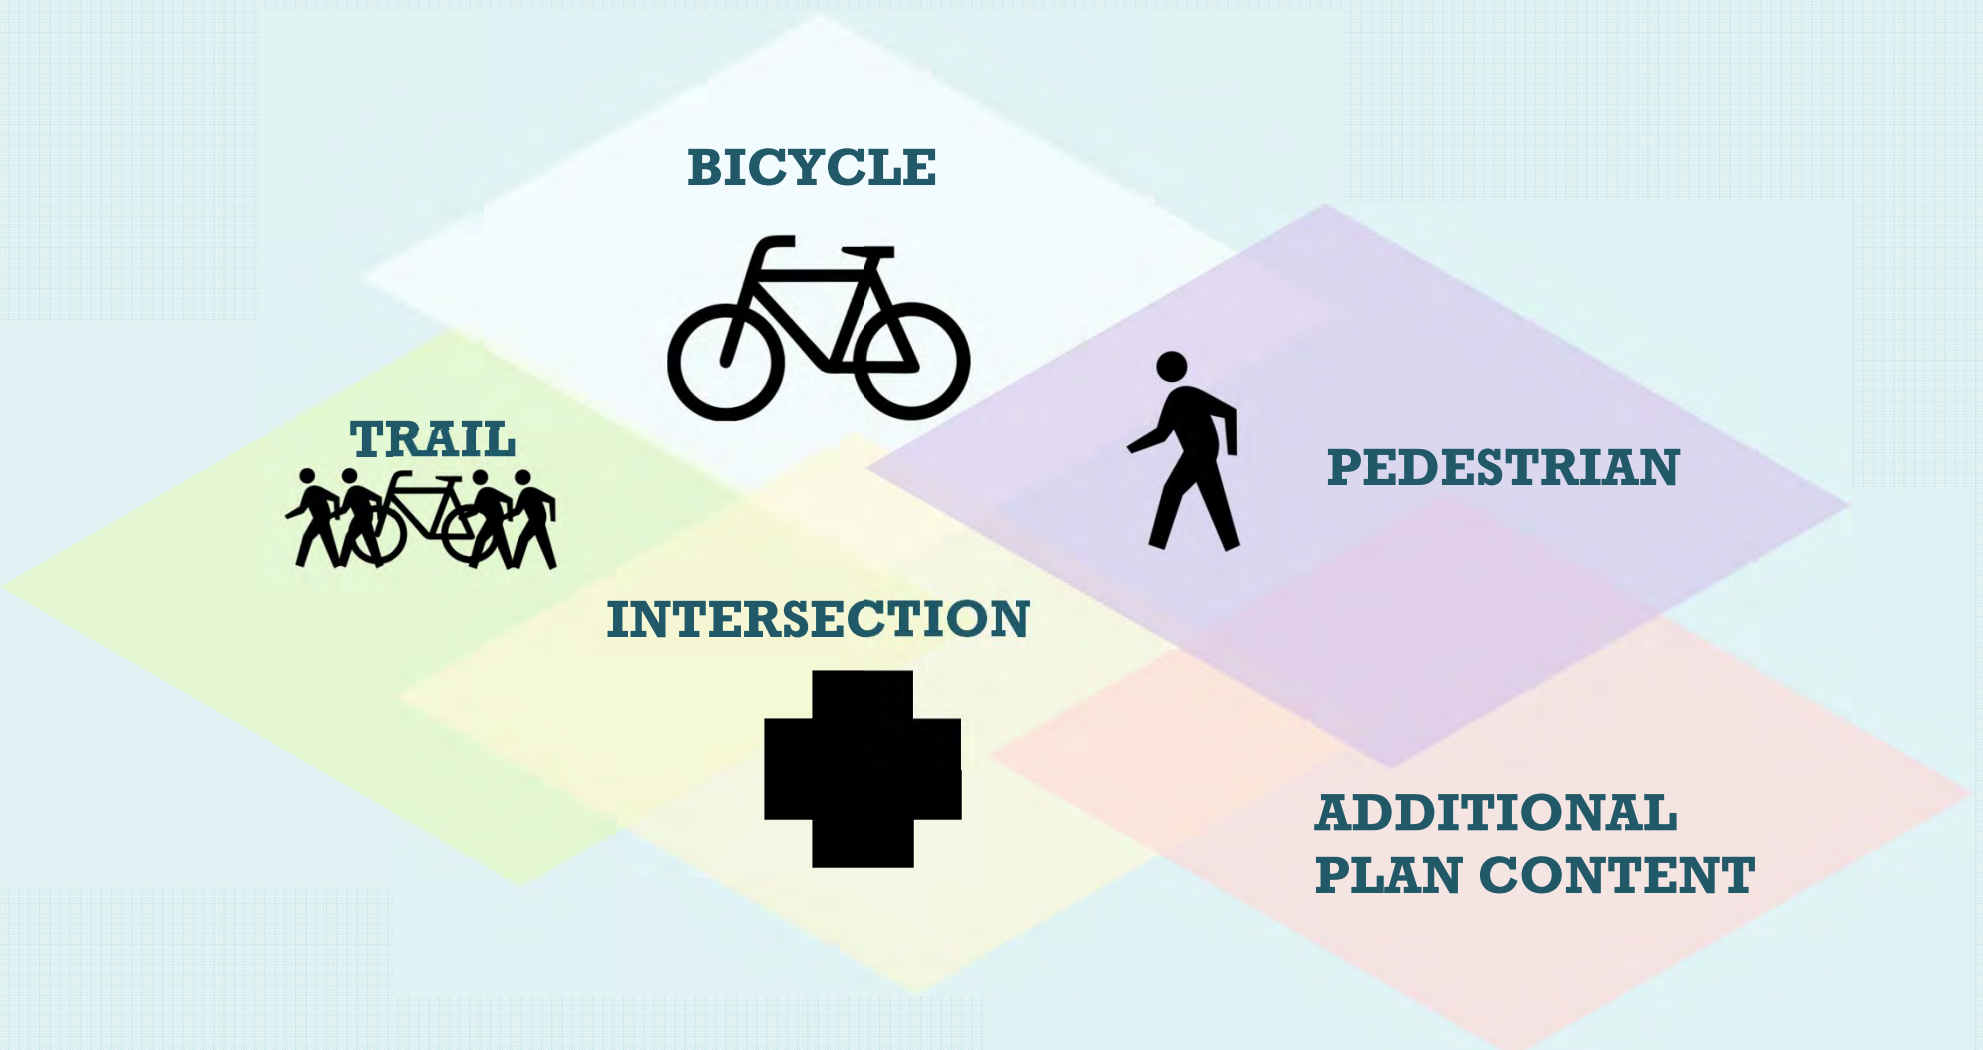 BICYCLE
TRAIL
PEDESTRIAN
INTERSECTION
ADDITIONAL
PLAN CONTENT